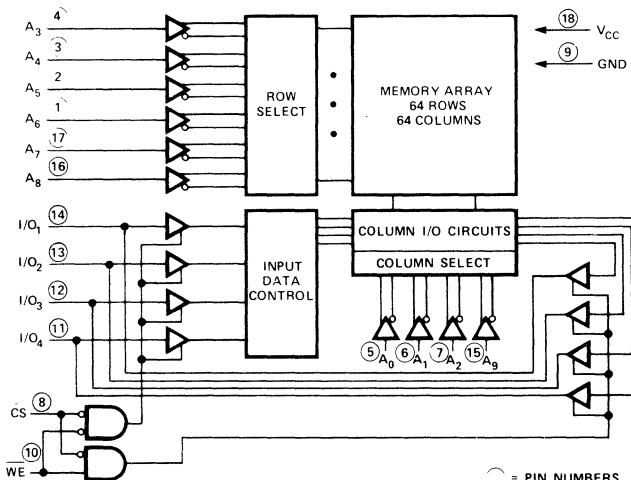 A3 4
A4 3
A5 2
A6 1
A7 17
A8 16
ROW SELECT
MEMORY ARRAY
64 ROWS
64 COLUMNS
18 VCC
9 GND
I/O1 14
I/O2 13
I/O3 12
I/O4 11
INPUT
DATA
CONTROL
COLUMN I/O CIRCUITS
COLUMN SELECT
5 A0 6 A1 7 A2 15 A9
CS 8
WE 10
= PIN NUMBERS